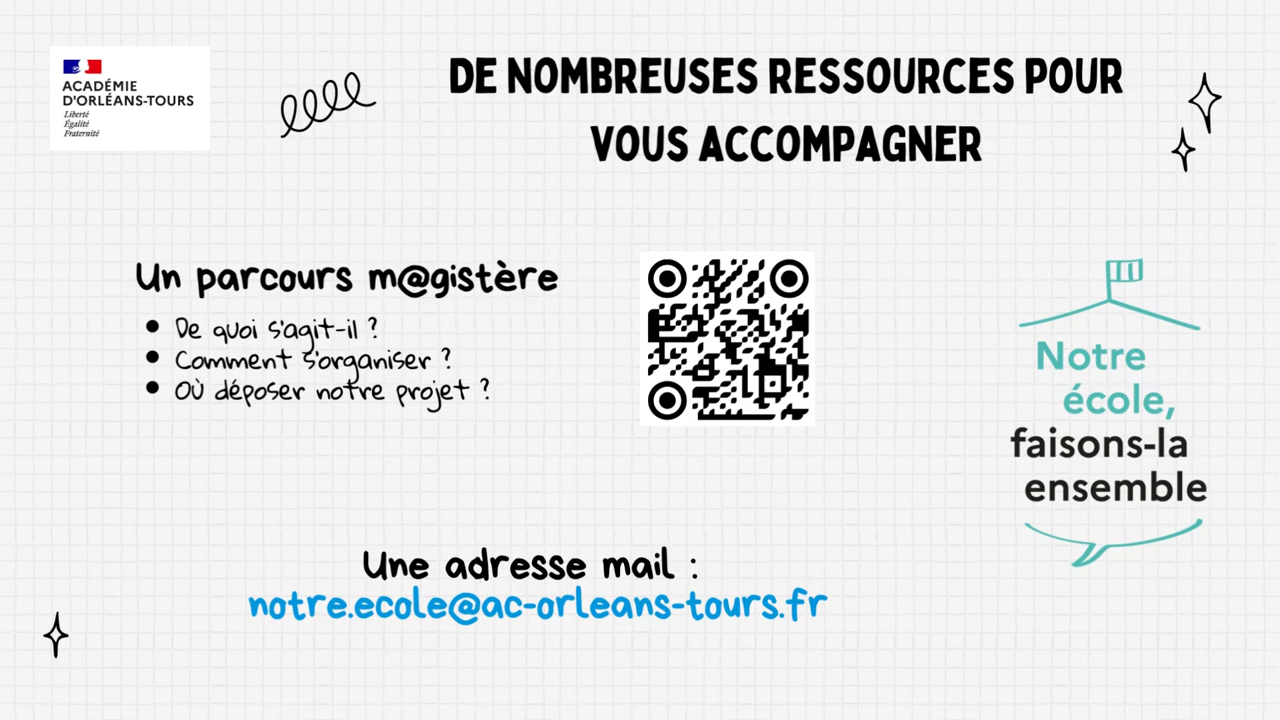 ACADÉMIE
D'ORLÉANS-TOURS
Liberté
Égalité
Fraternité
DE NOMBREUSES RESSOURCES POUR
VOUS ACCOMPAGNER
Un parcours m@gistère
• De quoi s'agit-il ?
• Comment s'organiser ?
• Où déposer notre projet ?
Notre
école,
faisons-la
ensemble
Une adresse mail :
notre.ecole@ac-orleans-tours.fr